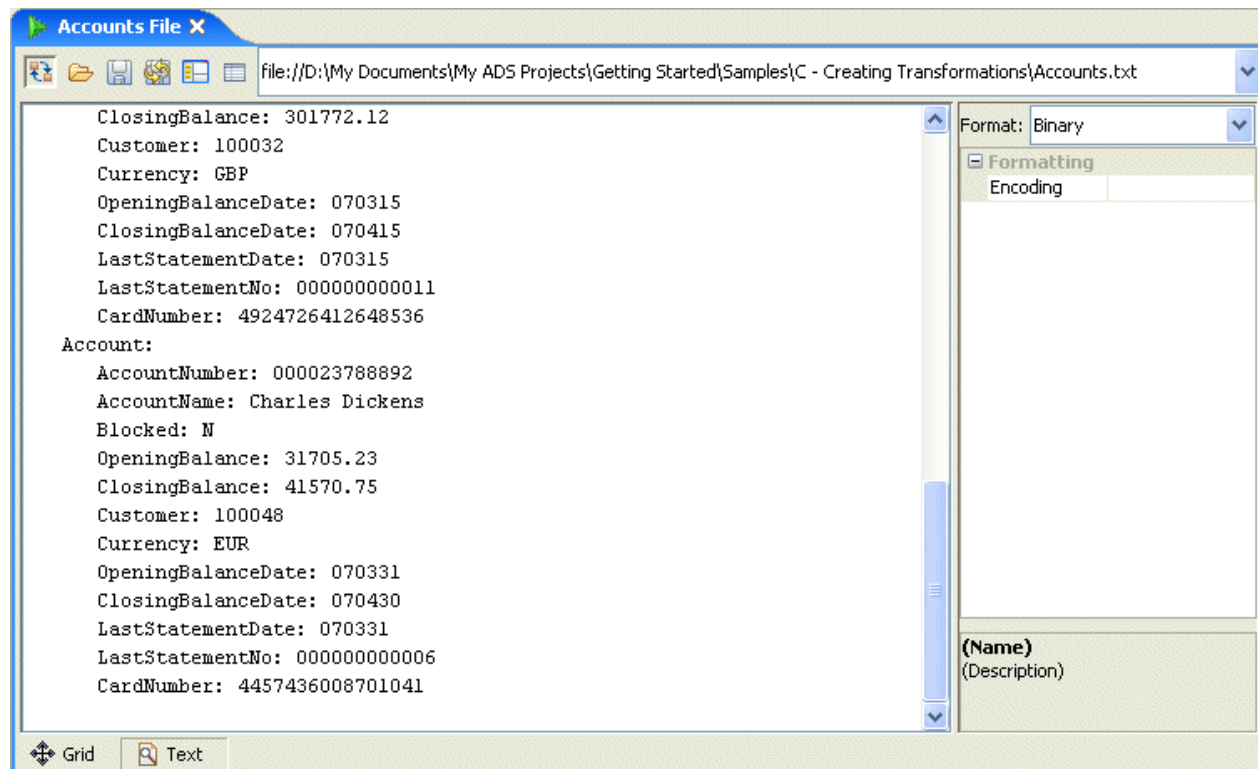 Accounts File
file://D:\My Documents\My ADS Projects\Getting Started\Samples\C - Creating Transformations\Accounts.txt
ClosingBalance: 301772.12
Customer: 100032
Currency: GBP
OpeningBalanceDate: 070315
ClosingBalanceDate: 070415
LastStatementDate: 070315
LastStatementNo: 000000000011
CardNumber: 4924726412648536
Account:
AccountNumber: 000023788892
AccountName: Charles Dickens
Blocked: N
OpeningBalance: 31705.23
ClosingBalance: 41570.75
Customer: 100048
Currency: EUR
OpeningBalanceDate: 070331
ClosingBalanceDate: 070430
LastStatementDate: 070331
LastStatementNo: 000000000006
CardNumber: 4457436008701041
Format: Binary
Formatting
Encoding
(Name)
(Description)
Grid
Text